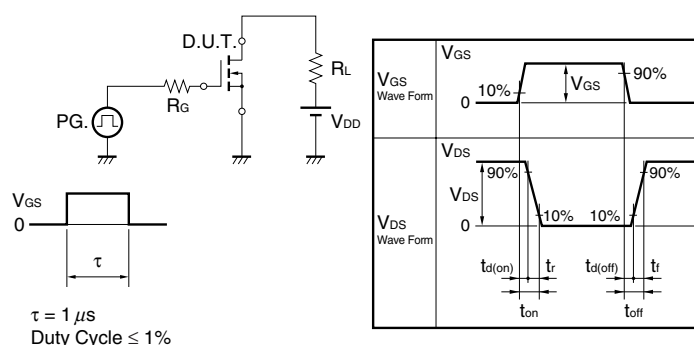 D.U.T.
RL
RG
PG.
VDD
VGS
0
τ
τ = 1 μs
Duty Cycle ≤ 1%
VGS
Wave Form
VGS
10%
0
VGS
90%
VDS
Wave Form
VDS
90%
VDS
0
10%
10%
90%
td(on)
tr
td(off)
tf
ton
toff